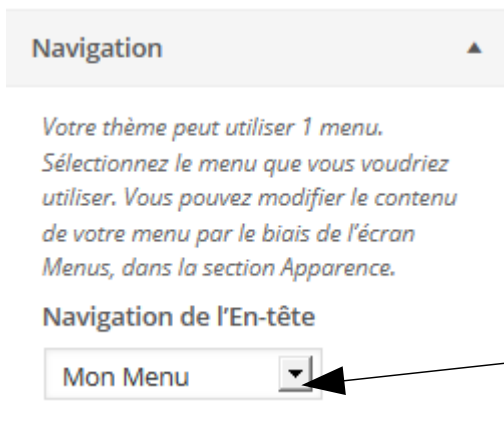 Navigation
Votre thème peut utiliser 1 menu.
Sélectionnez le menu que vous voudriez
utiliser. Vous pouvez modifier le contenu
de votre menu par le biais de l'écran
Menus, dans la section Apparence.
Navigation de l'En-tête
Mon Menu